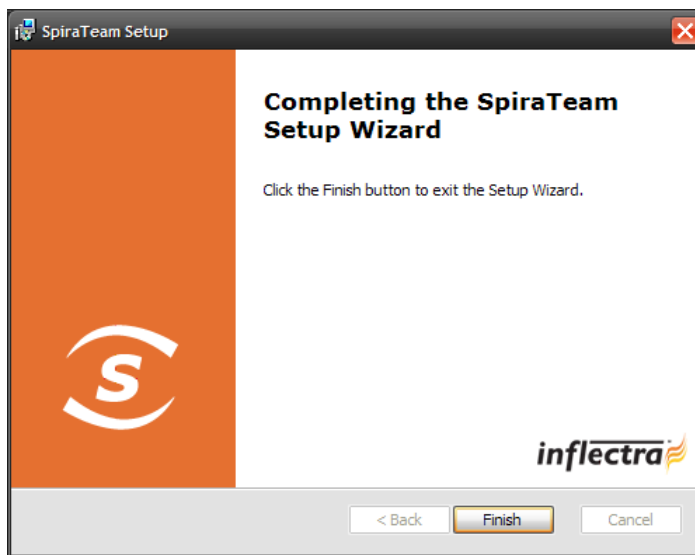 SpiraTeam Setup
Completing the SpiraTeam
Setup Wizard
Click the Finish button to exit the Setup Wizard.
S
inflectra
< Back
Finish
Cancel